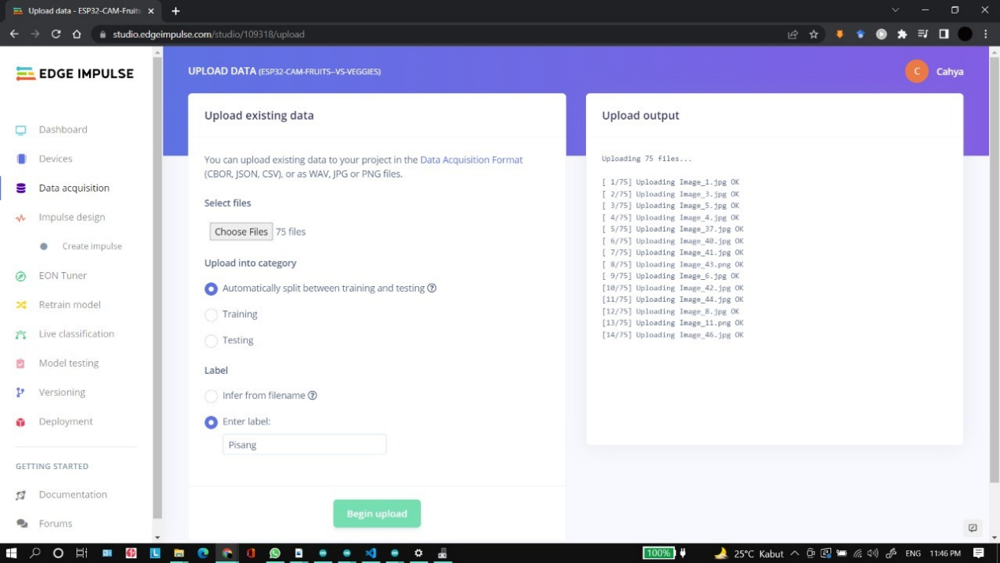 Upload data - ESP32-CAM-Fruits
studio.edgeimpulse.com/studio/109318/upload
EDGE IMPULSE
Dashboard
Devices
Data acquisition
Impulse design
Create impulse
EON Tuner
Retrain model
Live classification
Model testing
Versioning
Deployment
GETTING STARTED
Documentation
Forums
UPLOAD DATA (ESP32-CAM-FRUITS--VS-VEGGIES)
C Cahya
Upload existing data
You can upload existing data to your project in the Data Acquisition Format
(CBOR, JSON, CSV), or as WAV, JPG or PNG files.
Select files
Choose Files 75 files
Upload into category
Automatically split between training and testing
Training
Testing
Label
Infer from filename
Enter label:
Pisang
Begin upload
Upload output
Uploading 75 files...
[ 1/75] Uploading Image_1.jpg OK
[ 2/75] Uploading Image_3.jpg OK
[ 3/75] Uploading Image_5.jpg OK
[ 4/75] Uploading Image_4.jpg OK
[ 5/75] Uploading Image_37.jpg OK
[ 6/75] Uploading Image_40.jpg OK
[ 7/75] Uploading Image_41.jpg OK
[ 8/75] Uploading Image_43.png OK
[ 9/75] Uploading Image_6.jpg OK
[10/75] Uploading Image_42.jpg OK
[11/75] Uploading Image_44.jpg OK
[12/75] Uploading Image_8.jpg OK
[13/75] Uploading Image_11.png OK
[14/75] Uploading Image_46.jpg OK
100% 25°C Kabut ENG 11:46 PM